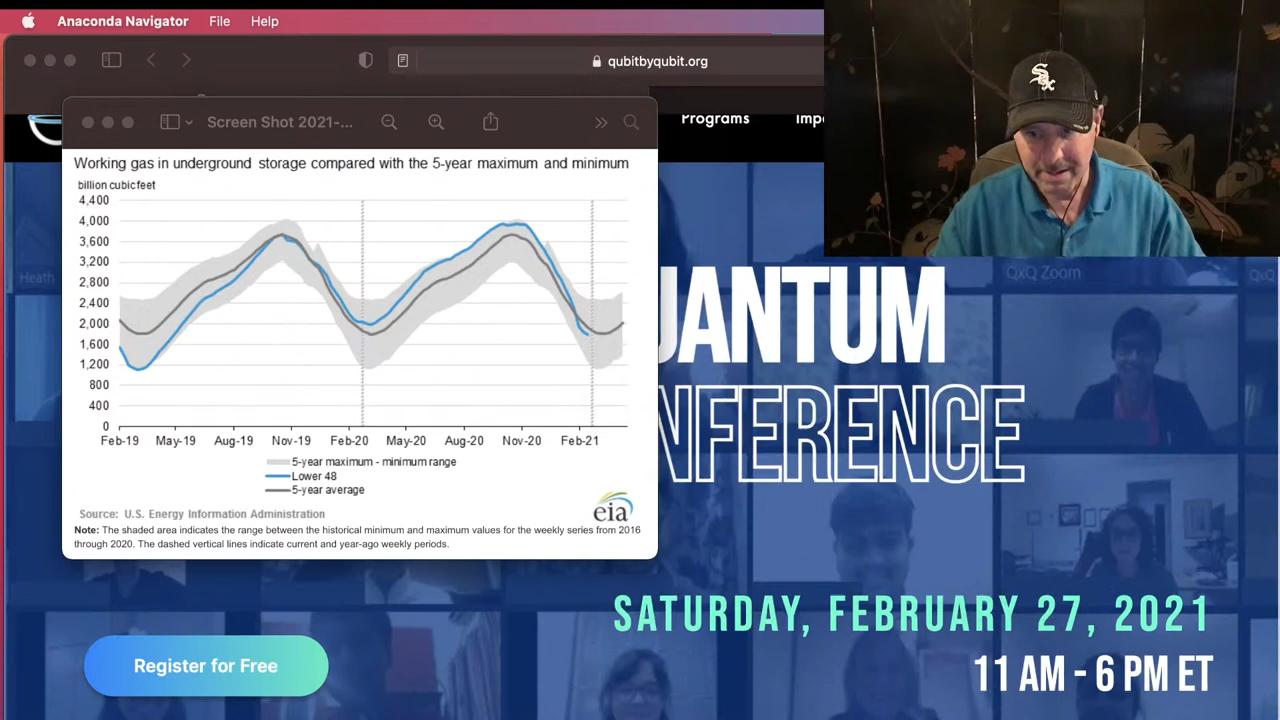 Anaconda Navigator File Help
qubitbyqubit.org
Screen Shot 2021-...
Programs
Working gas in underground storage compared with the 5-year maximum and minimum
billion cubic feet
4,400
4,000
3,600
3,200
2,800
2,400
2,000
1,600
1,200
800
400
0
Feb-19 May-19 Aug-19 Nov-19 Feb-20 May-20 Aug-20 Nov-20 Feb-21
5-year maximum - minimum range
Lower 48
5-year average
Source: U.S. Energy Information Administration
eia
Note: The shaded area indicates the range between the historical minimum and maximum values for the weekly series from 2016
through 2020. The dashed vertical lines indicate current and year-ago weekly periods.
Sox
Heath
QxQ Zoom
UANTUM
NFERENCE
SATURDAY, FEBRUARY 27, 2021
11 AM - 6 PM ET
Register for Free